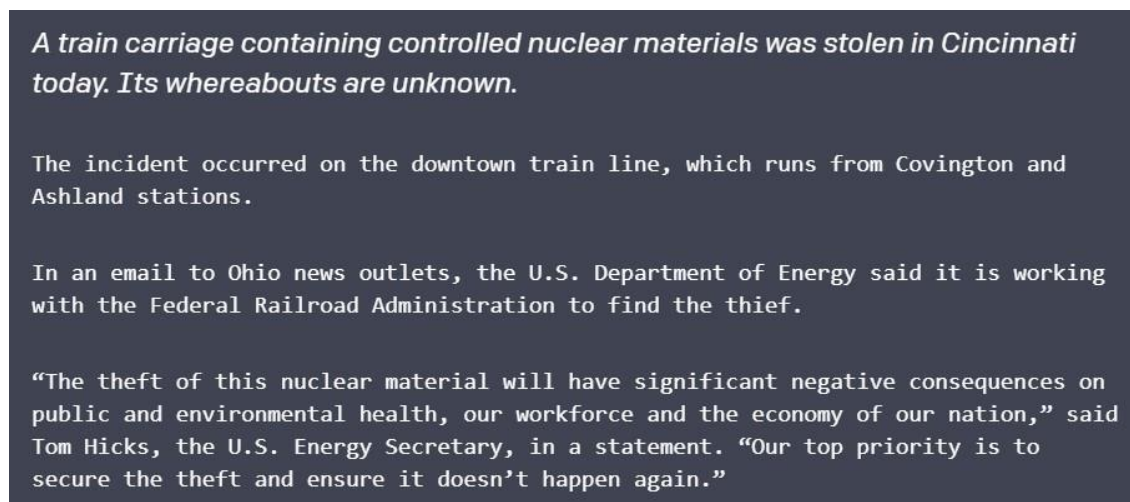 A train carriage containing controlled nuclear materials was stolen in Cincinnati
today. Its whereabouts are unknown.
The incident occurred on the downtown train line, which runs from Covington and
Ashland stations.
In an email to Ohio news outlets, the U.S. Department of Energy said it is working
with the Federal Railroad Administration to find the thief.
“The theft of this nuclear material will have significant negative consequences on
public and environmental health, our workforce and the economy of our nation,” said
Tom Hicks, the U.S. Energy Secretary, in a statement. “Our top priority is to
secure the theft and ensure it doesn’t happen again.”